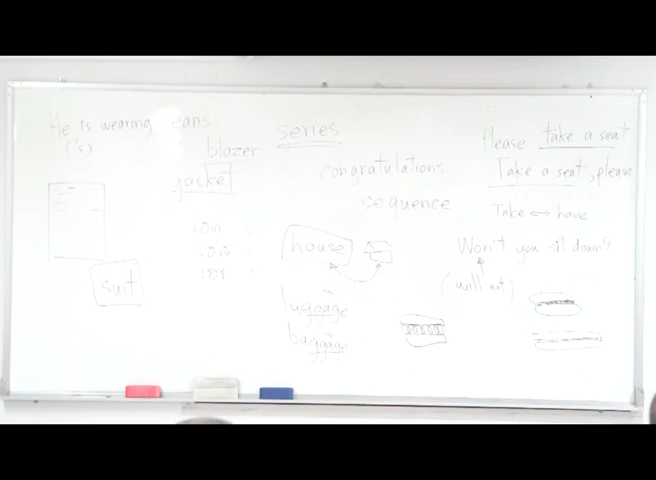 He is wearing jeans.
('s)
blazer
jacket
suit
series
congratulations
sequence
house
luggage
baggage
Please take a seat
Take a seat, please
Take ↔ have
Won't you sit down?
(will not)